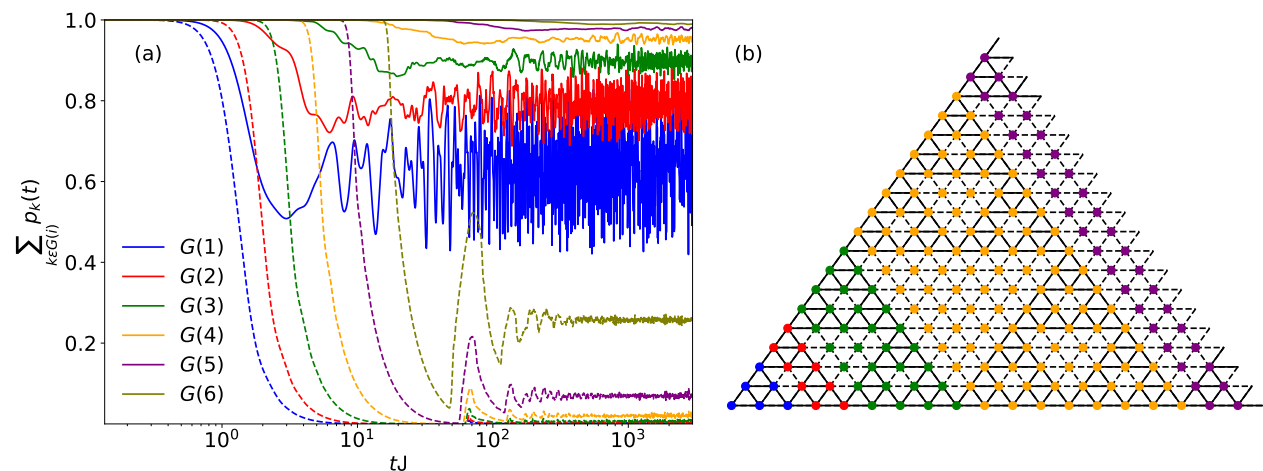 (a)
(b)
1.0
0.8
0.6
0.4
0.2
∑ p_k(t)
kεG(i)
G(1)
G(2)
G(3)
G(4)
G(5)
G(6)
10^0
10^1
10^2
10^3
tJ